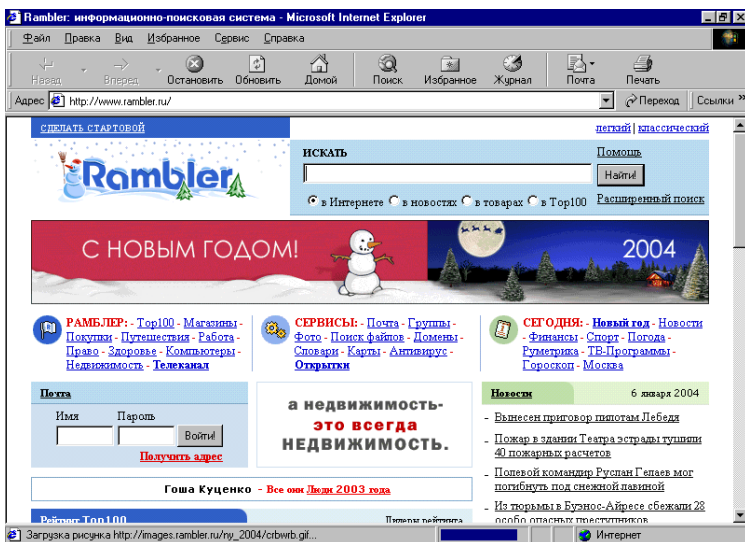 Rambler: информационно-поисковая система - Microsoft Internet Explorer
Файл Правка Вид Избранное Сервис Справка
Назад Вперед Остановить Обновить Домой Поиск Избранное Журнал Почта Печать
Адрес http://www.rambler.ru/ Переход Ссылки »
СДЕЛАТЬ СТАРТОВОЙ легкий | классический
Rambler
ИСКАТЬ Помощь
Найти!
в Интернете в новостях в товарах в Top100 Расширенный поиск
С НОВЫМ ГОДОМ! 2004
РАМБЛЕР: - Top100 - Магазины -
Покупки - Путешествия - Работа -
Право - Здоровье - Компьютеры -
Недвижимость - Телеканал
СЕРВИСЫ: - Почта - Группы -
Фото - Поиск файлов - Домены -
Словари - Карты - Антивирус -
Открытки
СЕГОДНЯ: - Новый год - Новости
- Финансы - Спорт - Погода -
Руметрика - ТВ-Программы -
Гороскоп - Москва
Почта
Имя Пароль
Войти!
Получить адрес
а недвижимость-
это всегда
НЕДВИЖИМОСТЬ.
Новости 6 января 2004
- Вынесен приговор пилотам Лебедя
- Пожар в здании Театра эстрады тушили
40 пожарных расчетов
- Полевой командир Руслан Гелаев мог
погибнуть под снежной лавиной
- Из тюрьмы в Буэнос-Айресе сбежали 28
особо опасных преступников
Гоша Куценко - Все они Люди 2003 года
Рейтинг Top100 Лидеры рейтинга
Загрузка рисунка http://images.rambler.ru/ny_2004/crbwrb.gif... Интернет